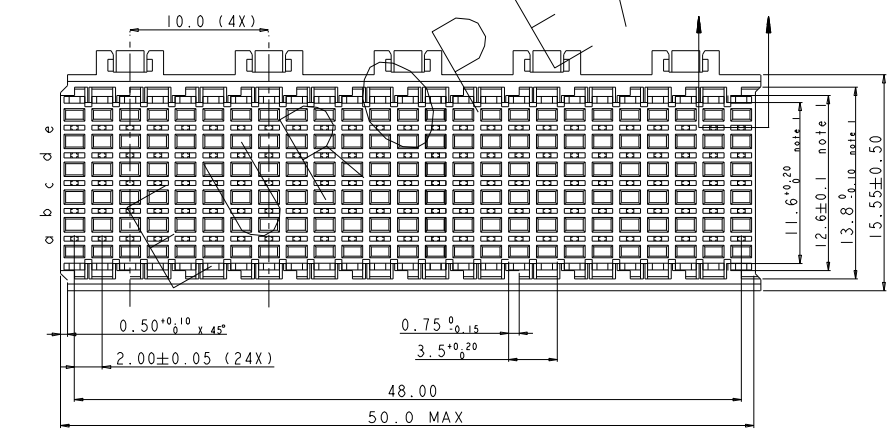 10.0 (4X)
e
d
c
b
a
11.6 +0.20 0 note 1
12.6±0.1 note 1
13.8 0 -0.10 note 1
15.55±0.50
0.50 +0.10 0 X 45°
0.75 0 -0.15
2.00±0.05 (24X)
3.5 +0.20 0
48.00
50.0 MAX